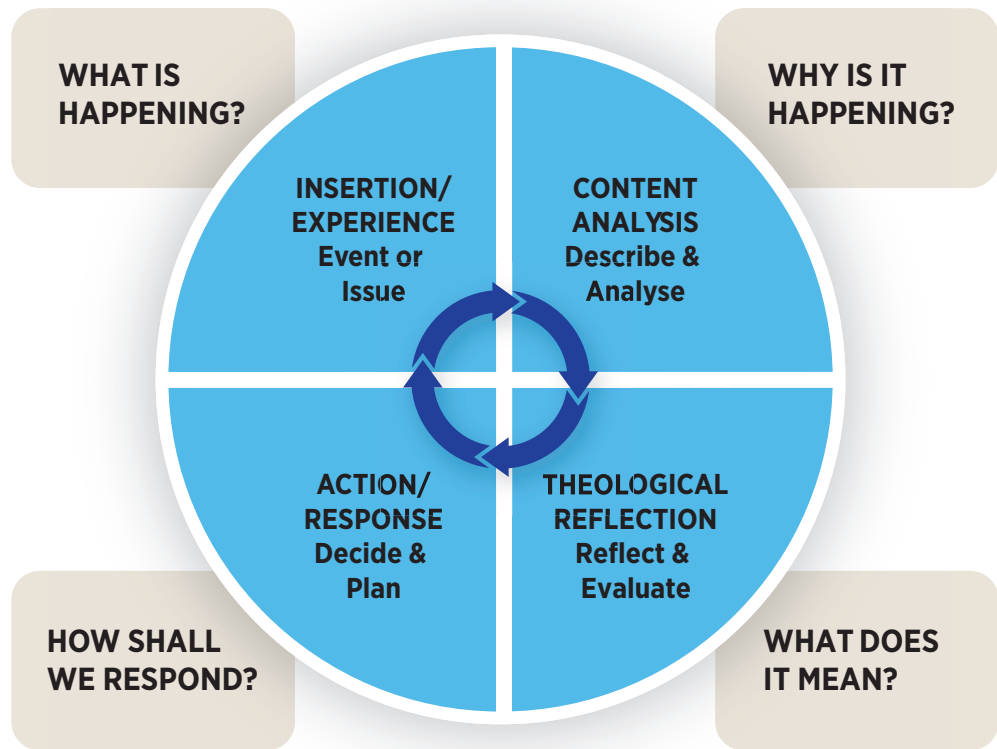 WHAT IS
HAPPENING?
WHY IS IT
HAPPENING?
INSERTION/
EXPERIENCE
Event or
Issue
CONTENT
ANALYSIS
Describe &
Analyse
ACTION/
RESPONSE
Decide &
Plan
THEOLOGICAL
REFLECTION
Reflect &
Evaluate
HOW SHALL
WE RESPOND?
WHAT DOES
IT MEAN?